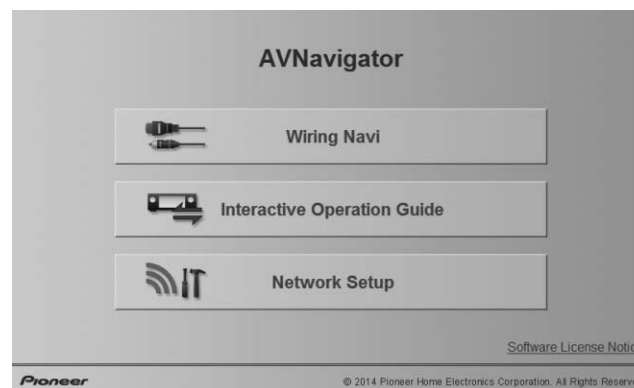 AVNavigator
Wiring Navi
Interactive Operation Guide
Network Setup
Software License Notic
Pioneer
© 2014 Pioneer Home Electronics Corporation. All Rights Reserve